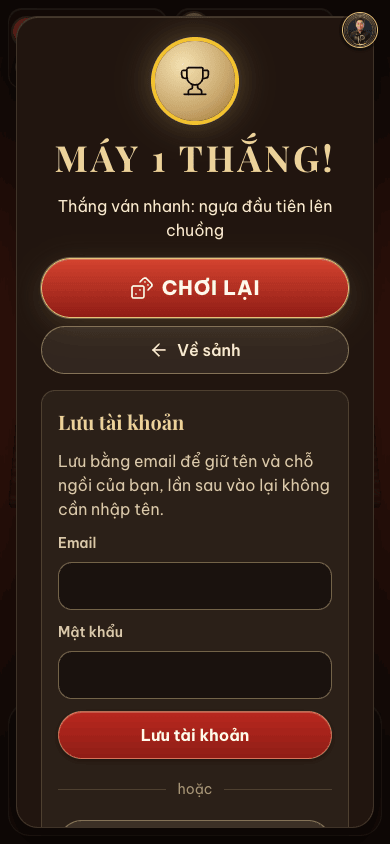 MÁY 1 THẮNG!
Thắng ván nhanh: ngựa đầu tiên lên
chuồng
CHƠI LẠI
Về sảnh
Lưu tài khoản
Lưu bằng email để giữ tên và chỗ
ngồi của bạn, lần sau vào lại không
cần nhập tên.
Email
Mật khẩu
Lưu tài khoản
hoặc